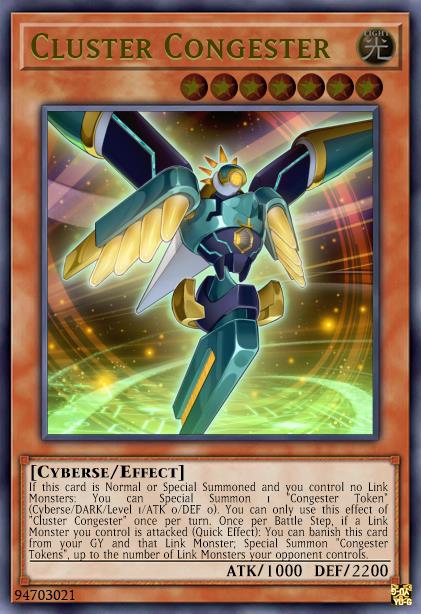 CLUSTER CONGESTER
LIGHT
光
[CYBERSE/EFFECT]
If this card is Normal or Special Summoned and you control no Link
Monsters: You can Special Summon 1 "Congester Token"
(Cyberse/DARK/Level 1/ATK 0/DEF 0). You can only use this effect of
"Cluster Congester" once per turn. Once per Battle Step, if a Link
Monster you control is attacked (Quick Effect): You can banish this card
from your GY and that Link Monster; Special Summon "Congester
Tokens", up to the number of Link Monsters your opponent controls.
ATK/1000 DEF/2200
94703021